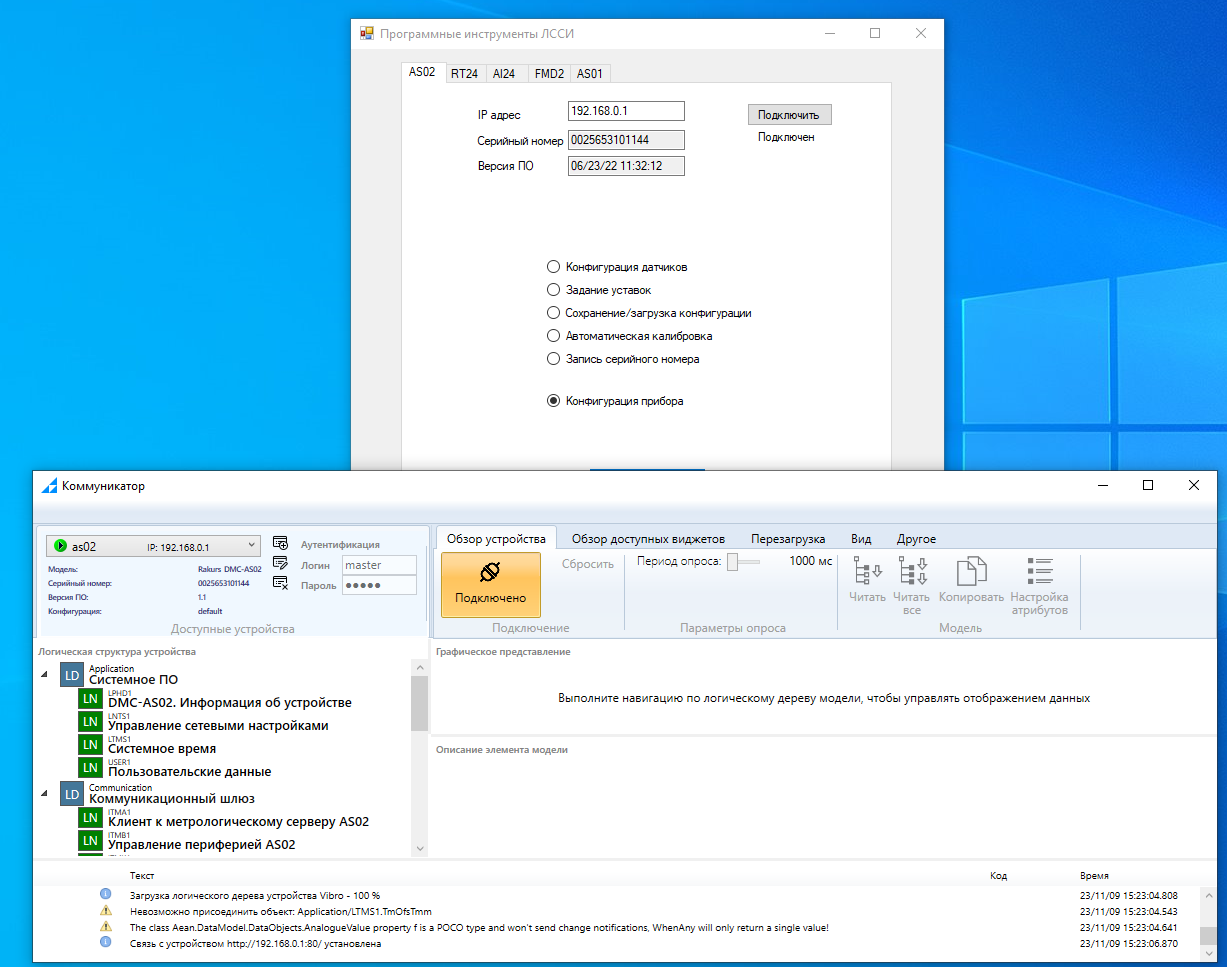 Программные инструменты ЛССИ
AS02 RT24 AI24 FMD2 AS01
IP адрес 192.168.0.1 Подключить
Серийный номер 0025653101144 Подключен
Версия ПО 06/23/22 11:32:12
Конфигурация датчиков
Задание уставок
Сохранение/загрузка конфигурации
Автоматическая калибровка
Запись серийного номера
Конфигурация прибора
Коммуникатор
as02 IP: 192.168.0.1
Модель: Rakurs DMC-AS02
Серийный номер: 0025653101144
Версия ПО: 1.1
Конфигурация: default
Доступные устройства
Аутентификация
Логин master
Пароль ●●●●●
Обзор устройства Обзор доступных виджетов Перезагрузка Вид Другое
Подключено
Сбросить
Подключение
Период опроса: 1000 мс
Параметры опроса
Читать
Читать все
Копировать
Настройка атрибутов
Модель
Логическая структура устройства
LD Application
Системное ПО
LN LPHD1
DMC-AS02. Информация об устройстве
LN LNTS1
Управление сетевыми настройками
LN LTMS1
Системное время
LN USER1
Пользовательские данные
LD Communication
Коммуникационный шлюз
LN ITMA1
Клиент к метрологическому серверу AS02
LN ITMB1
Управление периферией AS02
Графическое представление
Выполните навигацию по логическому дереву модели, чтобы управлять отображением данных
Описание элемента модели
Текст Код Время
Загрузка логического дерева устройства Vibro - 100 % 23/11/09 15:23:04.808
Невозможно присоединить объект: Application/LTMS1.TmOfsTmm 23/11/09 15:23:04.543
The class Aean.DataModel.DataObjects.AnalogueValue property f is a POCO type and won't send change notifications, WhenAny will only return a single value! 23/11/09 15:23:04.641
Связь с устройством http://192.168.0.1:80/ установлена 23/11/09 15:23:06.870